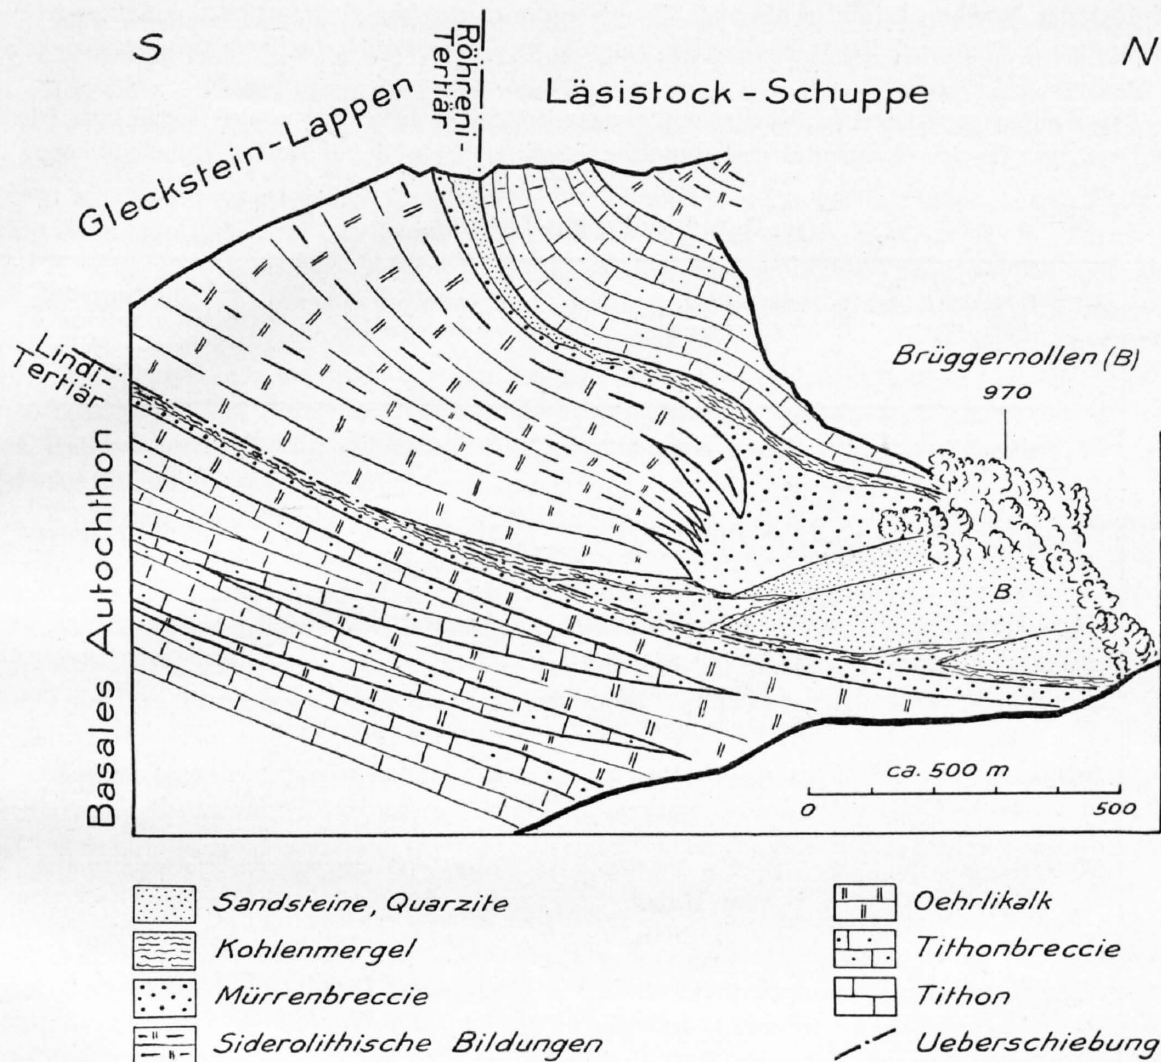 S
N
Gleckstein-Lappen
Röhrleni-
Tertiär
Läsistock-Schuppe
Lindi-
Tertiär
Brüggernollen (B)
970
Basales Autochthon
B
ca. 500 m
0 500
Sandsteine, Quarzite
Kohlenmergel
Mürrenbreccie
Siderolithische Bildungen
Oehrlikalk
Tithonbreccie
Tithon
Ueberschiebung